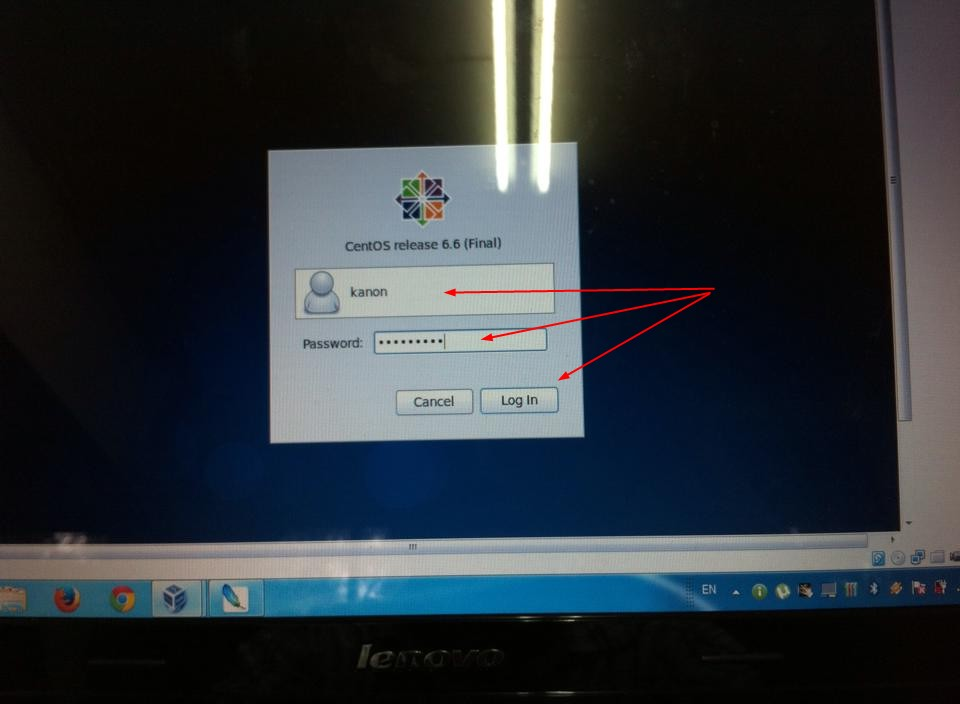 CentOS release 6.6 (Final)
kanon
Password: •••••••••
Cancel Log In
EN
lenovo